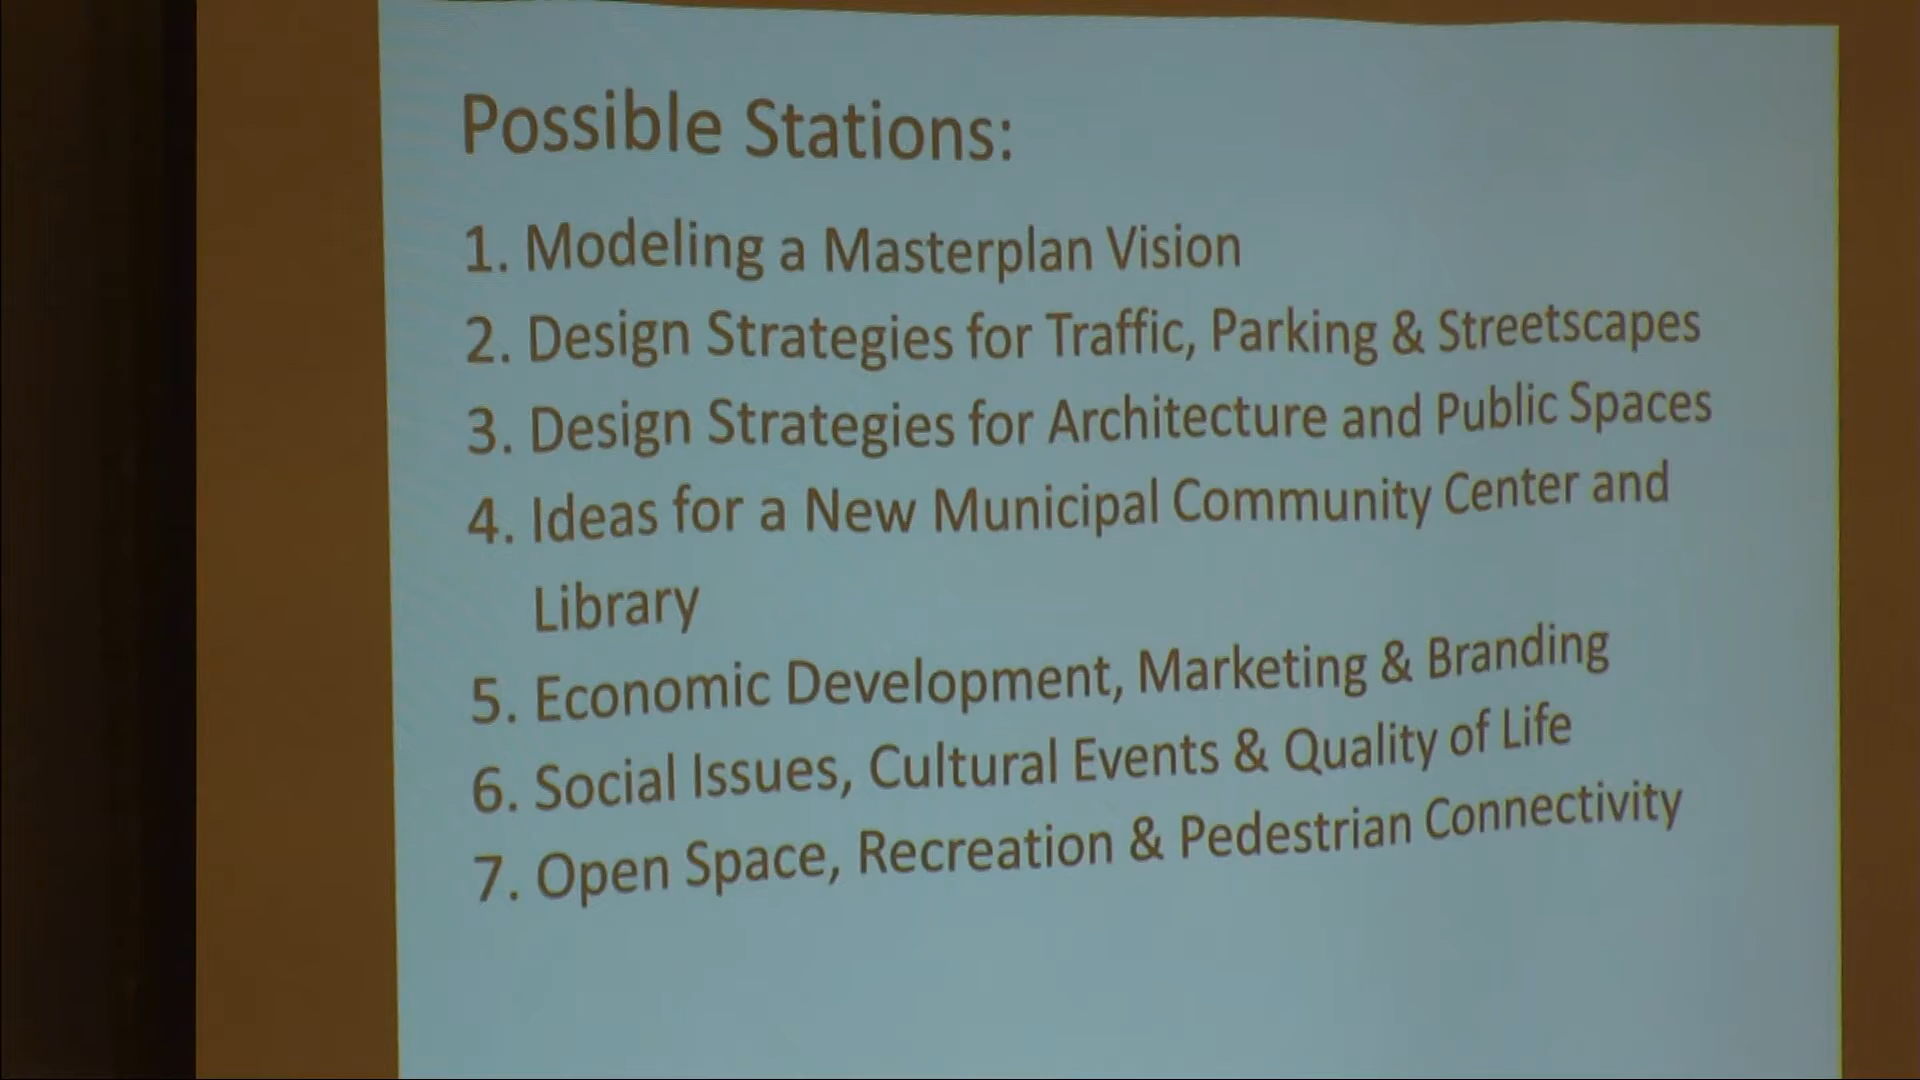 Possible Stations:
1. Modeling a Masterplan Vision
2. Design Strategies for Traffic, Parking & Streetscapes
3. Design Strategies for Architecture and Public Spaces
4. Ideas for a New Municipal Community Center and
Library
5. Economic Development, Marketing & Branding
6. Social Issues, Cultural Events & Quality of Life
7. Open Space, Recreation & Pedestrian Connectivity